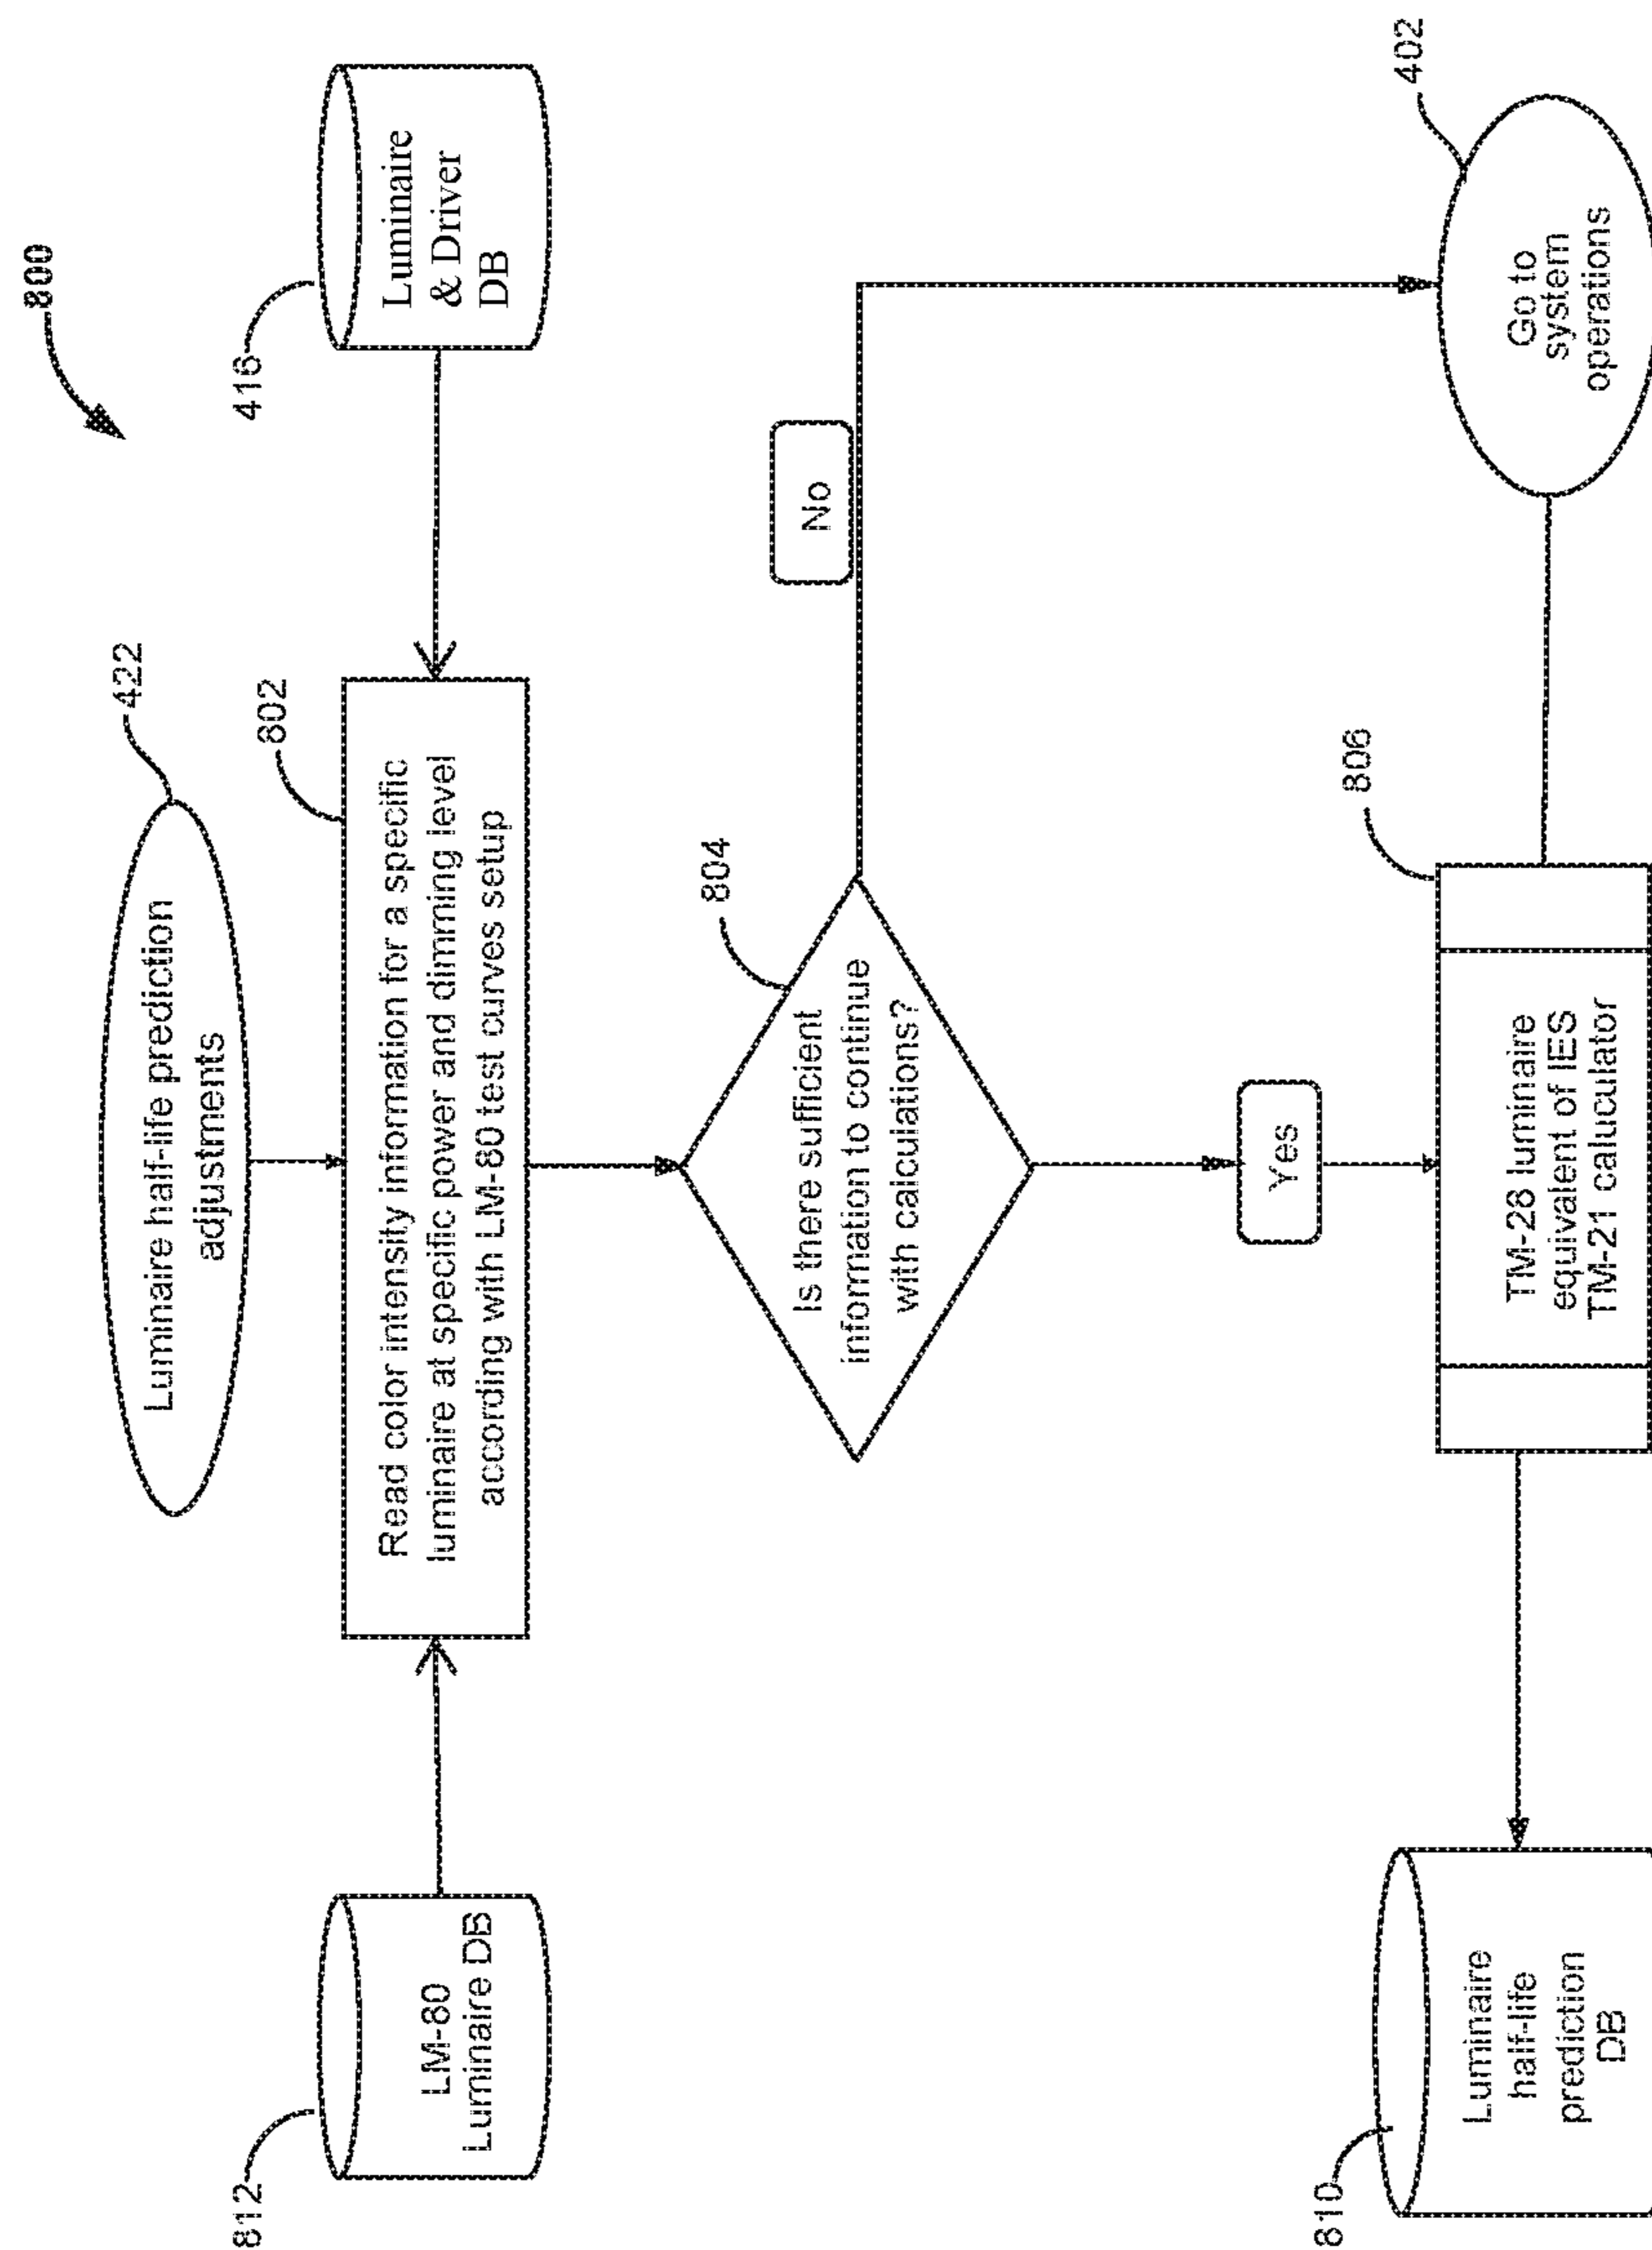 800
422
Luminaire half-life prediction
adjustments
812
LM-80
Luminaire DB
802
Read color intensity information for a specific
luminaire at specific power and dimming level
according with LM-80 test curves setup
416
Luminaire
& Driver
DB
804
Is there sufficient
information to continue
with calculations?
No
Yes
810
Luminaire
half-life
prediction
DB
806
TM-28 luminaire
equivalent of IES
TM-21 caluculator
402
Go to
system
operations